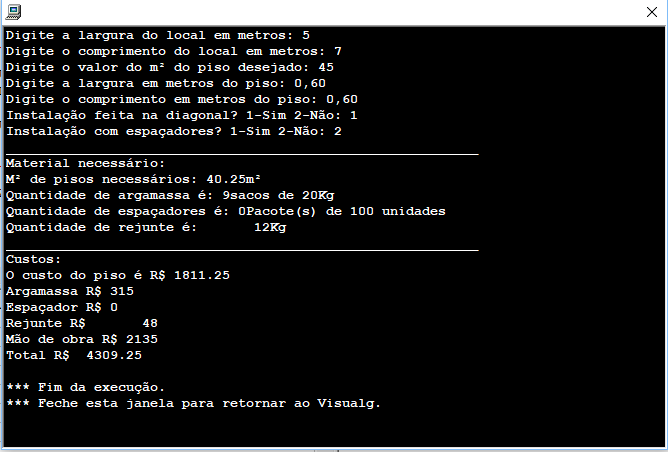 Digite a largura do local em metros: 5
Digite o comprimento do local em metros: 7
Digite o valor do m² do piso desejado: 45
Digite a largura em metros do piso: 0,60
Digite o comprimento em metros do piso: 0,60
Instalação feita na diagonal? 1-Sim 2-Não: 1
Instalação com espaçadores? 1-Sim 2-Não: 2
Material necessário:
M² de pisos necessários: 40.25m²
Quantidade de argamassa é: 9sacos de 20Kg
Quantidade de espaçadores é: 0Pacote(s) de 100 unidades
Quantidade de rejunte é:       12Kg
Custos:
O custo do piso é R$ 1811.25
Argamassa R$ 315
Espaçador R$ 0
Rejunte R$       48
Mão de obra R$ 2135
Total R$  4309.25
*** Fim da execução.
*** Feche esta janela para retornar ao Visualg.